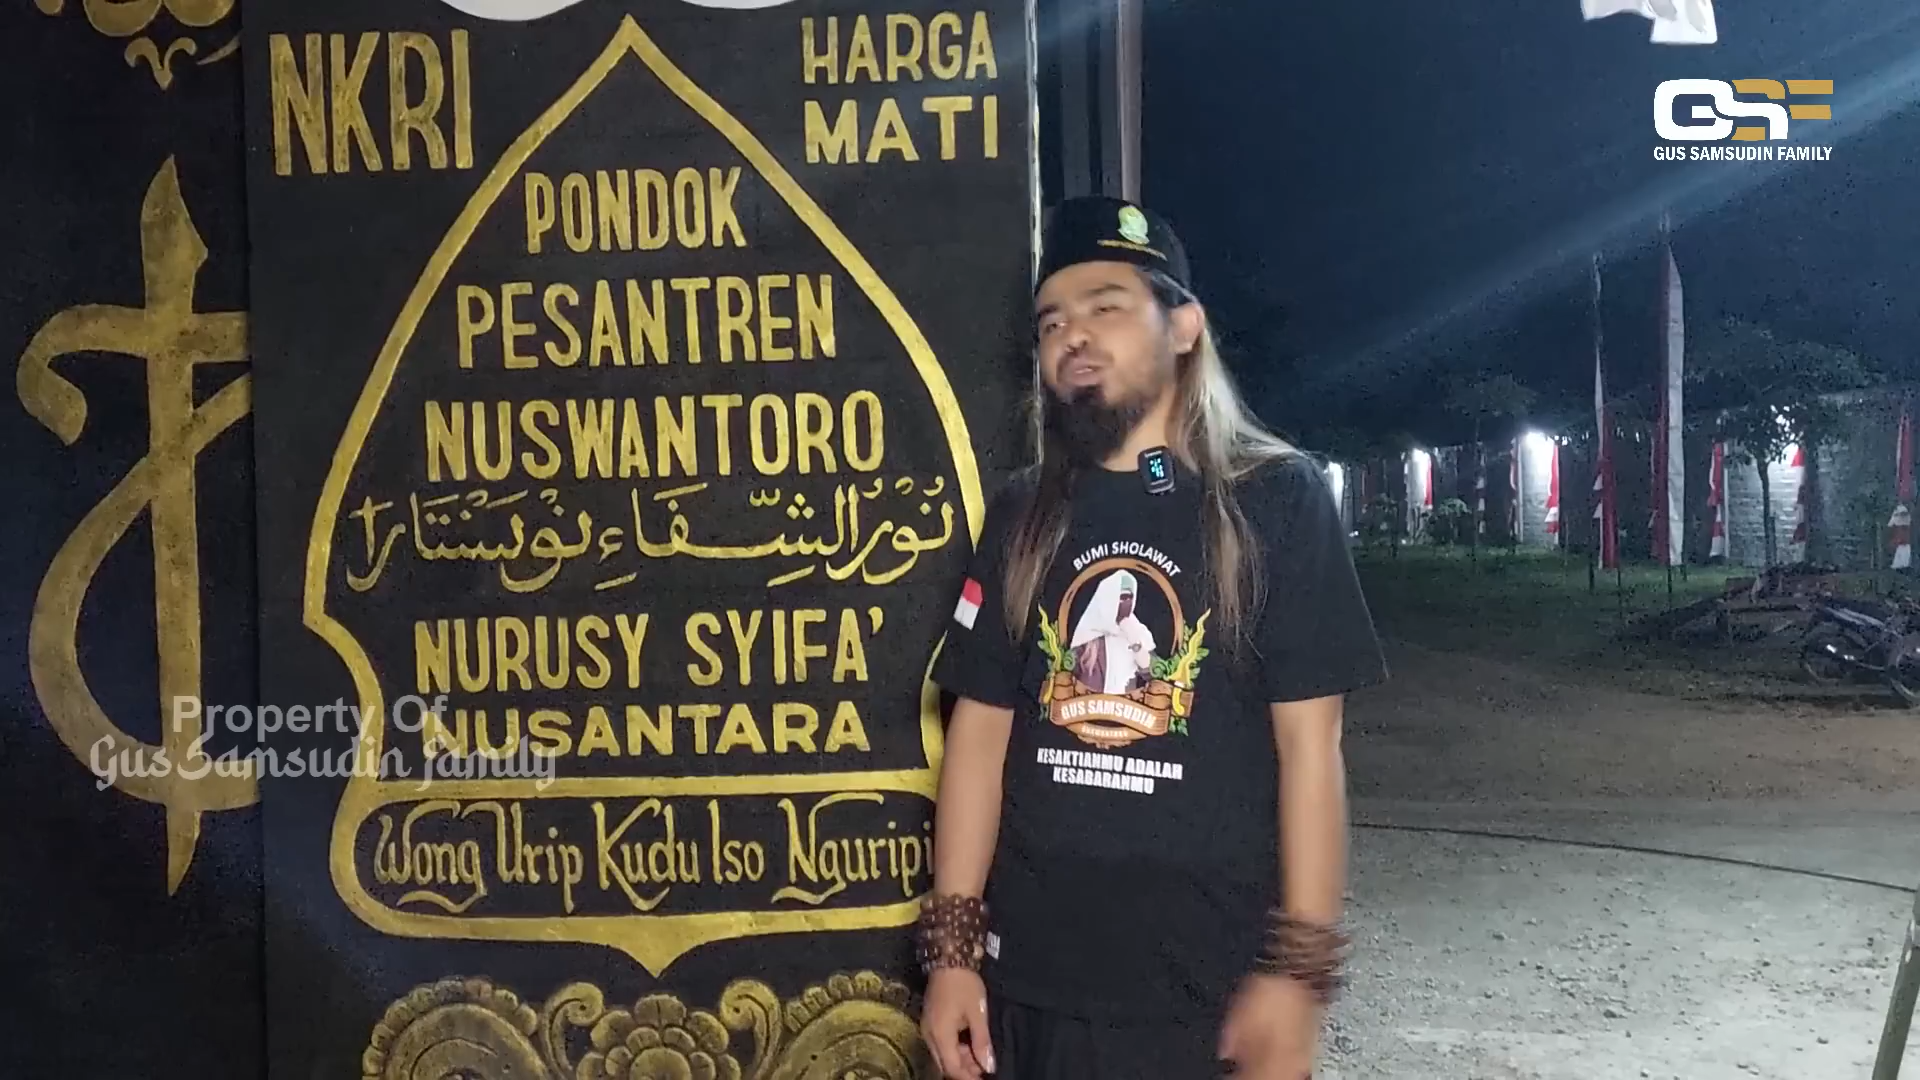 NKRI
HARGA
MATI
PONDOK
PESANTREN
NUSWANTORO
نُوْرُالشِّفَاءِ نُوْسَنْتَارَا
NURUSY SYIFA'
NUSANTARA
Wong Urip Kudu Iso Nguripi
GUS SAMSUDIN FAMILY
BUMI SHOLAWAT
GUS SAMSUDIN
KESAKTIANMU ADALAH
KESABARANMU
Property Of
Gus Samsudin Family